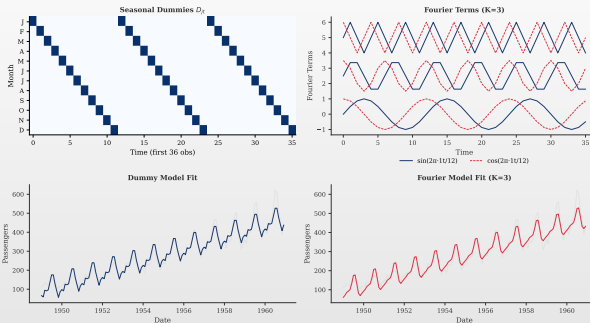 Seasonal Dummies Djt
Month
J
F
M
A
M
J
J
A
S
O
N
D
0 5 10 15 20 25 30 35
Time (first 36 obs)
Fourier Terms (K=3)
Fourier Terms
6
5
4
3
2
1
0
−1
0 5 10 15 20 25 30 35
Time
sin(2π·1t/12) cos(2π·1t/12)
Dummy Model Fit
Passengers
600
500
400
300
200
100
1950 1952 1954 1956 1958 1960
Date
Fourier Model Fit (K=3)
Passengers
600
500
400
300
200
100
1950 1952 1954 1956 1958 1960
Date